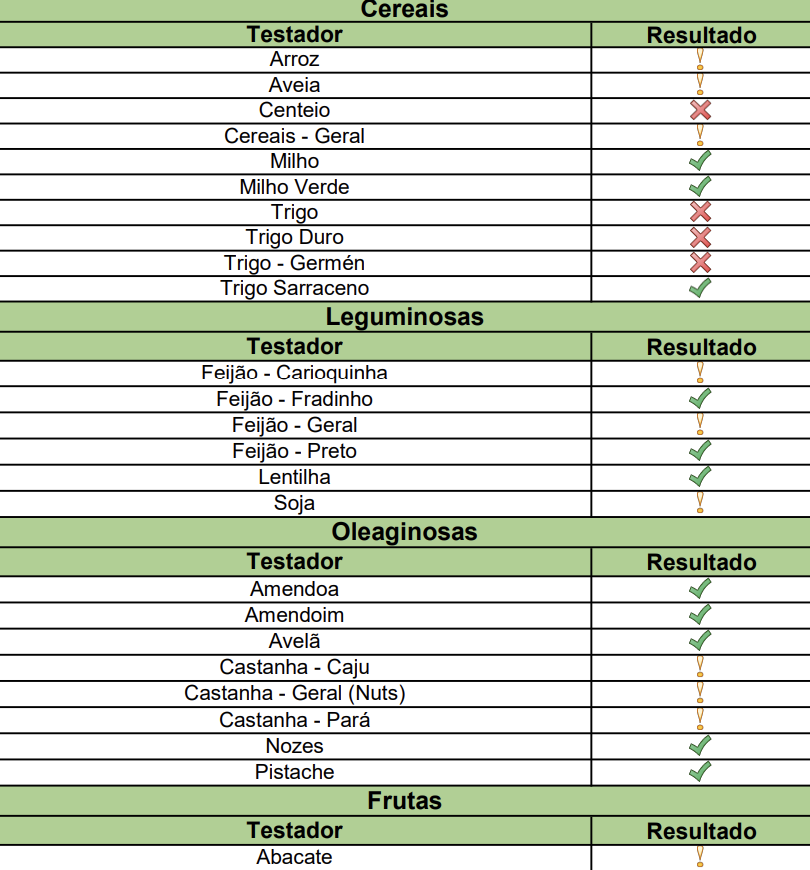 Cereais
Testador Resultado
Arroz
Aveia
Centeio
Cereais - Geral
Milho
Milho Verde
Trigo
Trigo Duro
Trigo - Germén
Trigo Sarraceno
Leguminosas
Testador Resultado
Feijão - Carioquinha
Feijão - Fradinho
Feijão - Geral
Feijão - Preto
Lentilha
Soja
Oleaginosas
Testador Resultado
Amendoa
Amendoim
Avelã
Castanha - Caju
Castanha - Geral (Nuts)
Castanha - Pará
Nozes
Pistache
Frutas
Testador Resultado
Abacate